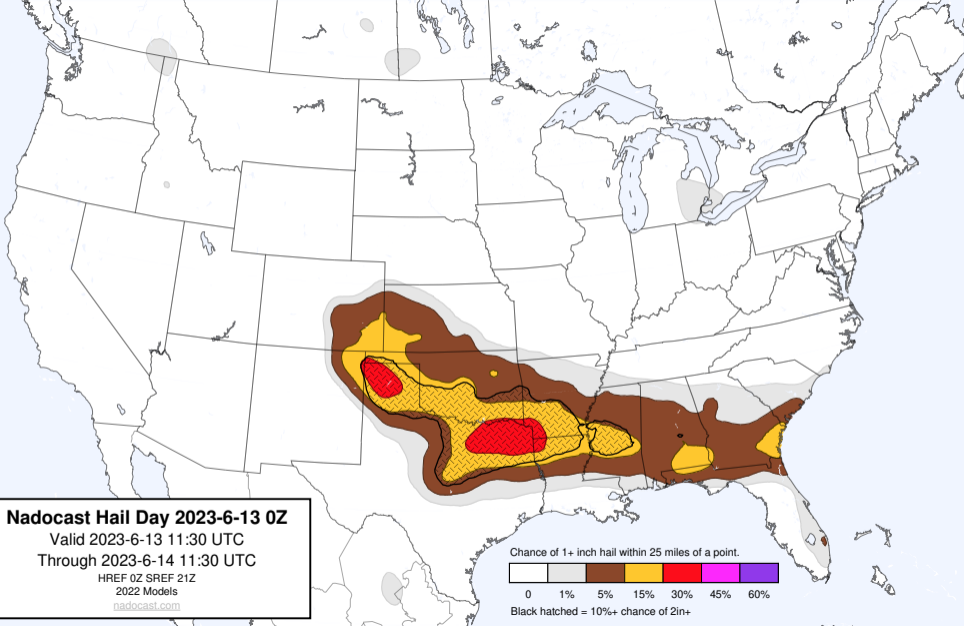 Nadocast Hail Day 2023-6-13 0Z
Valid 2023-6-13 11:30 UTC
Through 2023-6-14 11:30 UTC
HREF 0Z SREF 21Z
2022 Models
nadocast.com
Chance of 1+ inch hail within 25 miles of a point.
0 1% 5% 15% 30% 45% 60%
Black hatched = 10%+ chance of 2in+